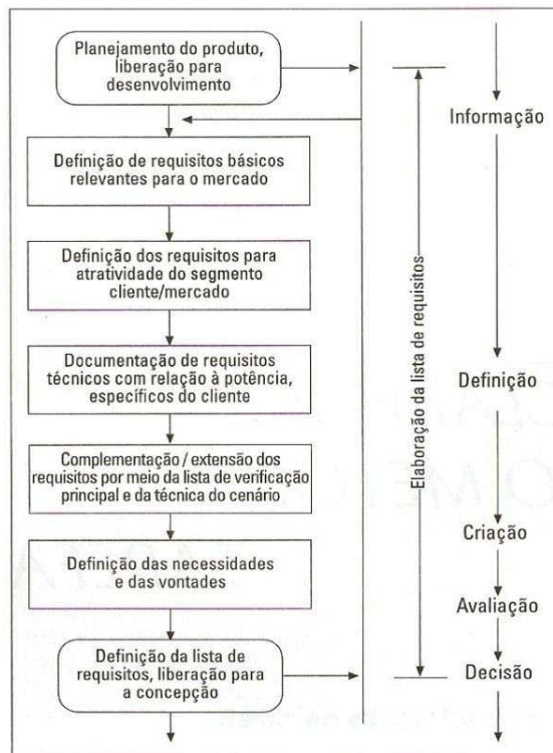 Planejamento do produto,
liberação para
desenvolvimento
Informação
Definição de requisitos básicos
relevantes para o mercado
Definição dos requisitos para
atratividade do segmento
cliente/mercado
Elaboração da lista de requisitos
Documentação de requisitos
técnicos com relação à potência,
específicos do cliente
Definição
Complementação / extensão dos
requisitos por meio da lista de verificação
principal e da técnica do cenário
Criação
Definição das necessidades
e das vontades
Avaliação
Definição da lista de
requisitos, liberação para
a concepção
Decisão